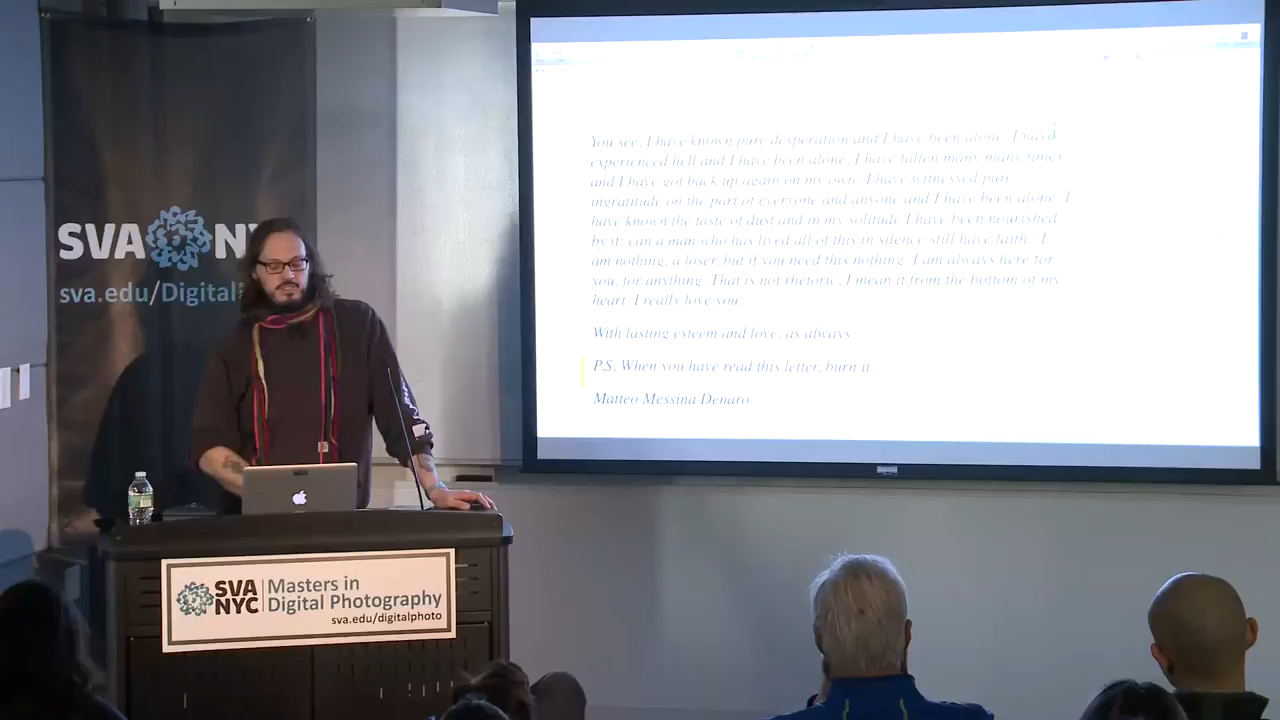 SVA N
sva.edu/Digital
You see, I have known pure desperation and I have been alone. I have
experienced hell and I have been alone. I have fallen many many times
and I have got back up again on my own; I have witnessed pure
ingratitude on the part of everyone and anyone and I have been alone. I
have known the taste of dust and in my solitude I have been nourished
by it; can a man who has lived all of this in silence still have faith? I
am nothing, a loser, but if you need this nothing, I am always here for
you, for anything. That is not rhetoric, I mean it from the bottom of my
heart. I really love you.
With lasting esteem and love, as always
P.S. When you have read this letter, burn it.
Matteo Messina Denaro
SVA NYC
Masters in
Digital Photography
sva.edu/digitalphoto